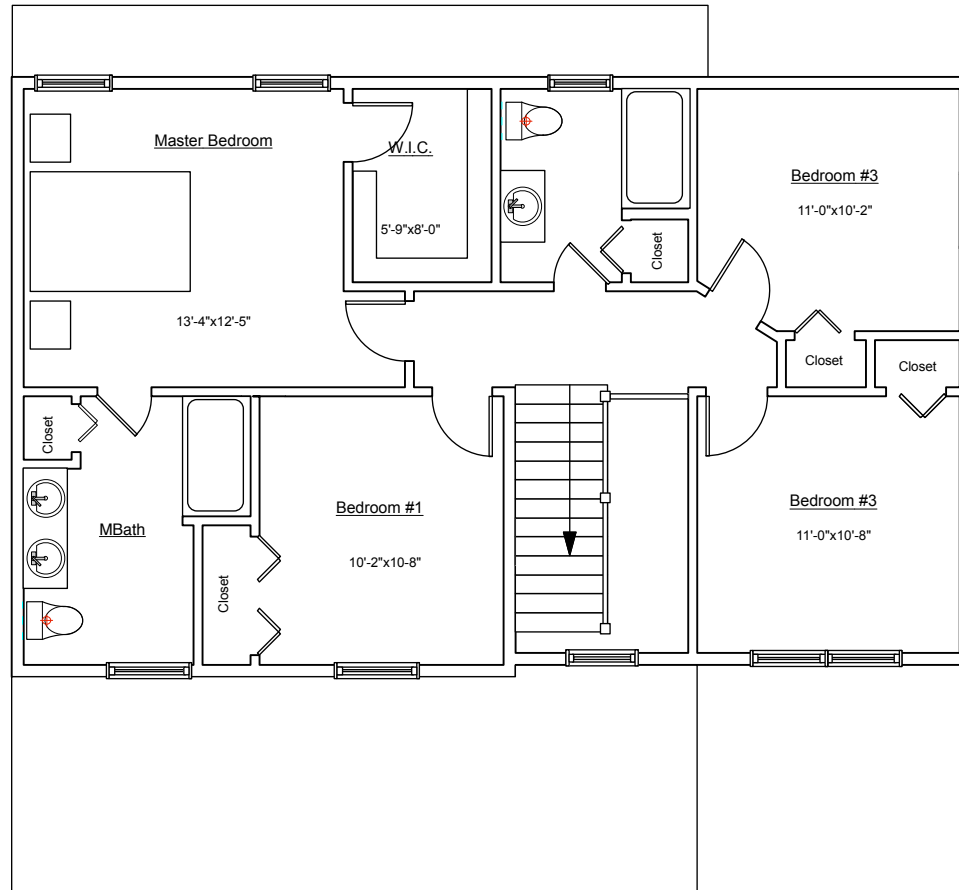 Master Bedroom
13'-4"x12'-5"
W.I.C.
5'-9"x8'-0"
Closet
Bedroom #3
11'-0"x10'-2"
Closet
Closet
Closet
MBath
Closet
Bedroom #1
10'-2"x10-8"
Bedroom #3
11'-0"x10'-8"